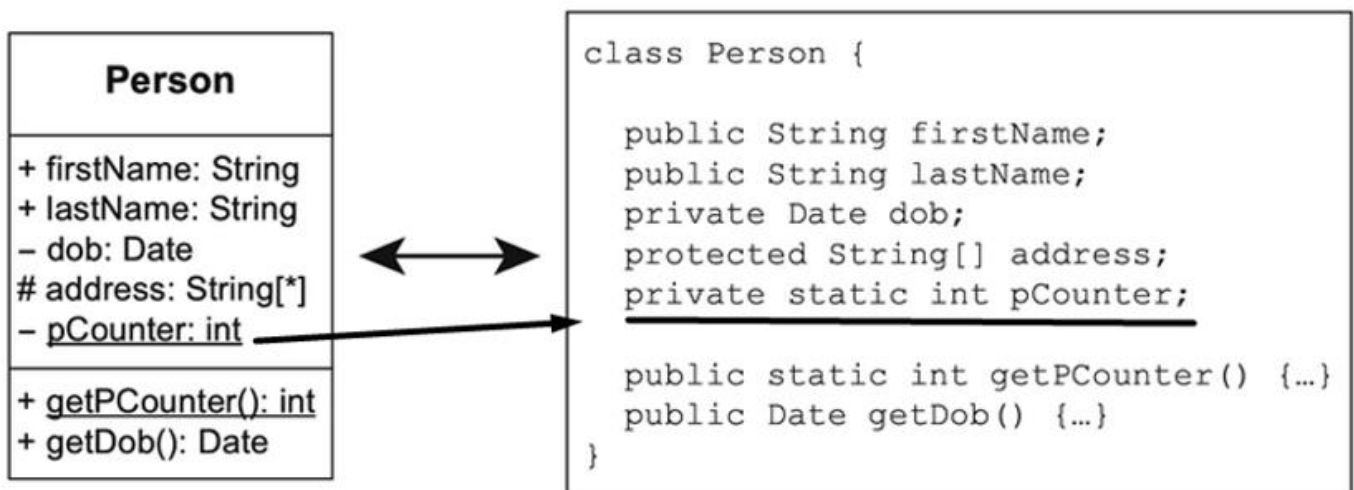 Person
+ firstName: String
+ lastName: String
– dob: Date
# address: String[*]
– pCounter: int
+ getPCounter(): int
+ getDob(): Date
class Person {
public String firstName;
public String lastName;
private Date dob;
protected String[] address;
private static int pCounter;
public static int getPCounter() {…}
public Date getDob() {…}
}